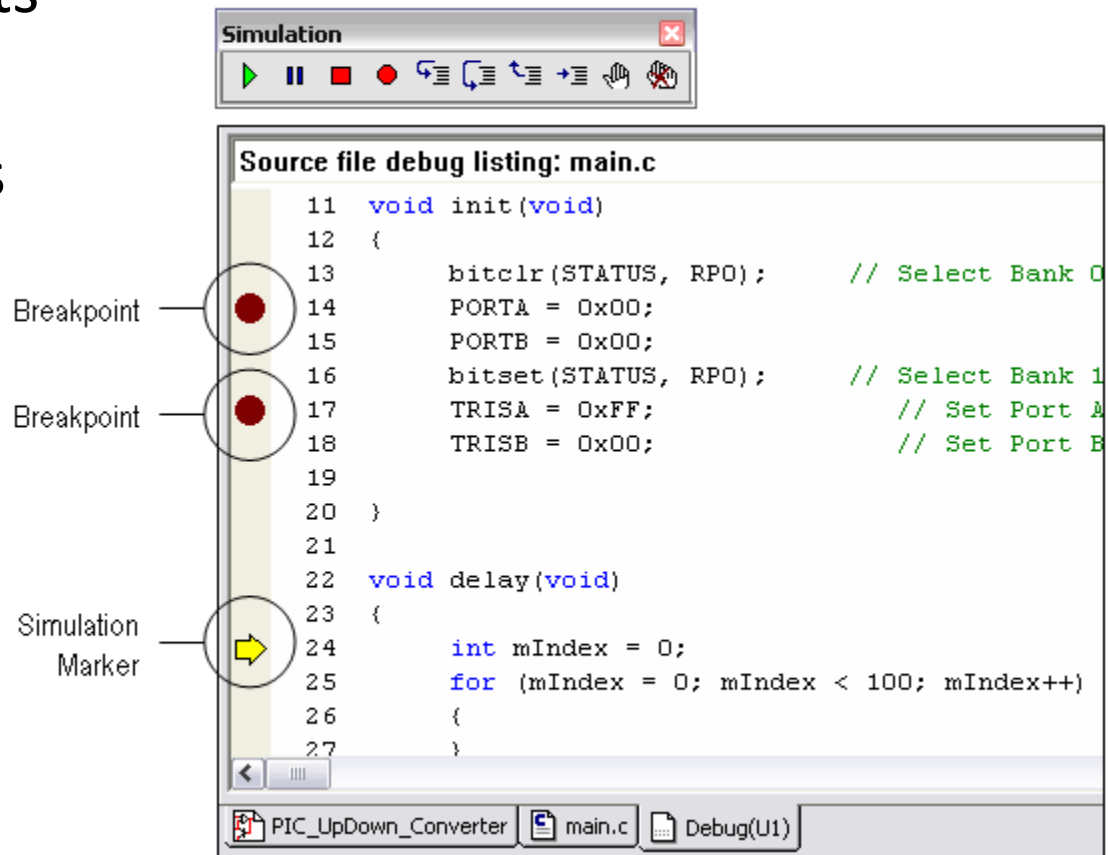 ts
s
Simulation
Source file debug listing: main.c
11 void init(void)
12 {
13 bitclr(STATUS, RP0); // Select Bank 0
Breakpoint 14 PORTA = 0x00;
15 PORTB = 0x00;
16 bitset(STATUS, RP0); // Select Bank 1
Breakpoint 17 TRISA = 0xFF; // Set Port A
18 TRISB = 0x00; // Set Port B
19
20 }
21
22 void delay(void)
23 {
Simulation
Marker
24 int mIndex = 0;
25 for (mIndex = 0; mIndex < 100; mIndex++)
26 {
27 }
PIC_UpDown_Converter main.c Debug(U1)